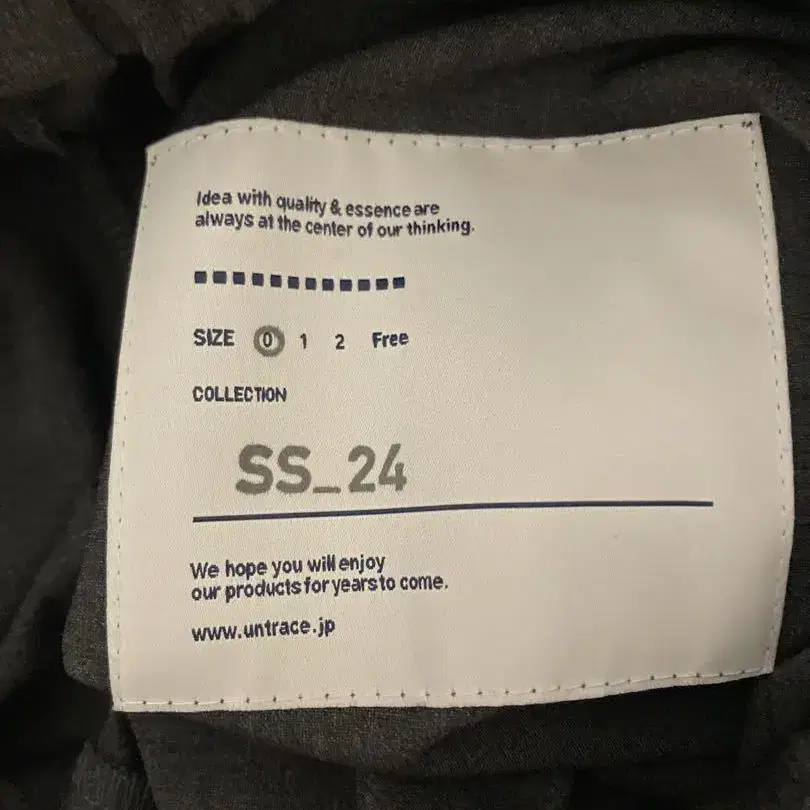 Idea with quality & essence are
always at the center of our thinking.
SIZE 0 1 2 Free
COLLECTION
SS_24
We hope you will enjoy
our products for years to come.
www.untrace.jp